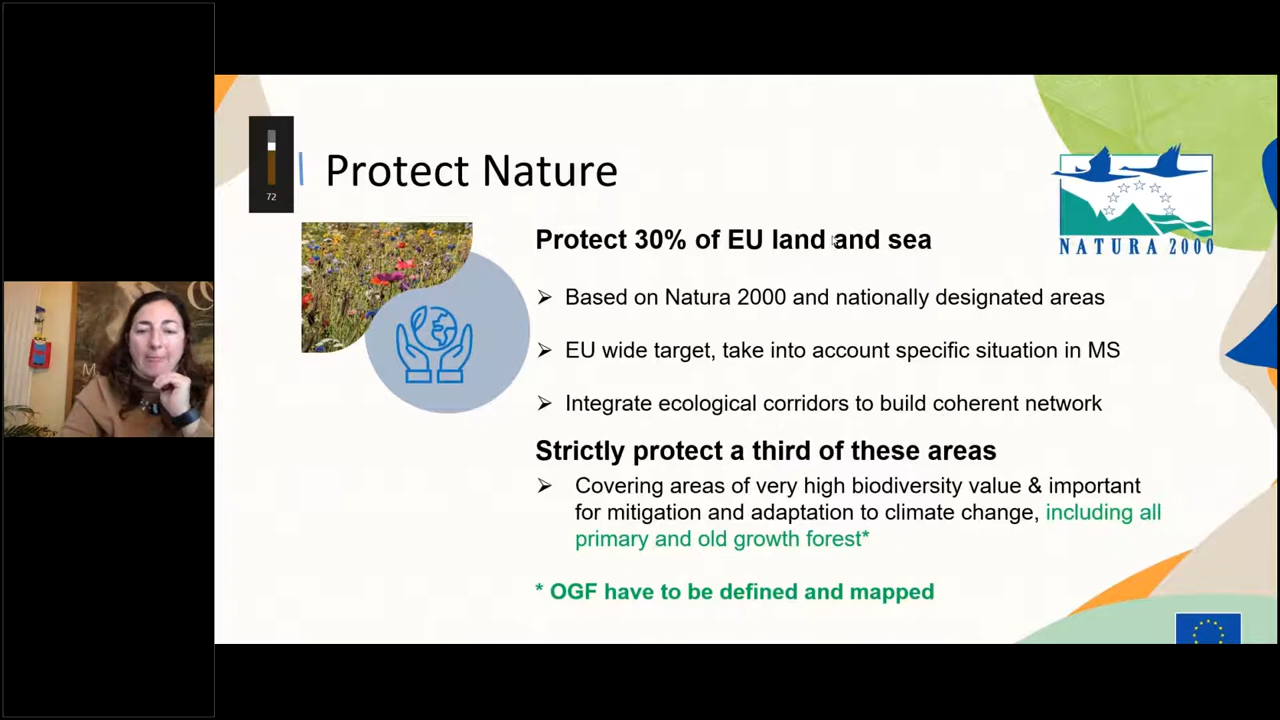 72
Protect Nature
NATURA 2000
Protect 30% of EU land and sea
Based on Natura 2000 and nationally designated areas
EU wide target, take into account specific situation in MS
Integrate ecological corridors to build coherent network
Strictly protect a third of these areas
Covering areas of very high biodiversity value & important
for mitigation and adaptation to climate change, including all
primary and old growth forest*
* OGF have to be defined and mapped